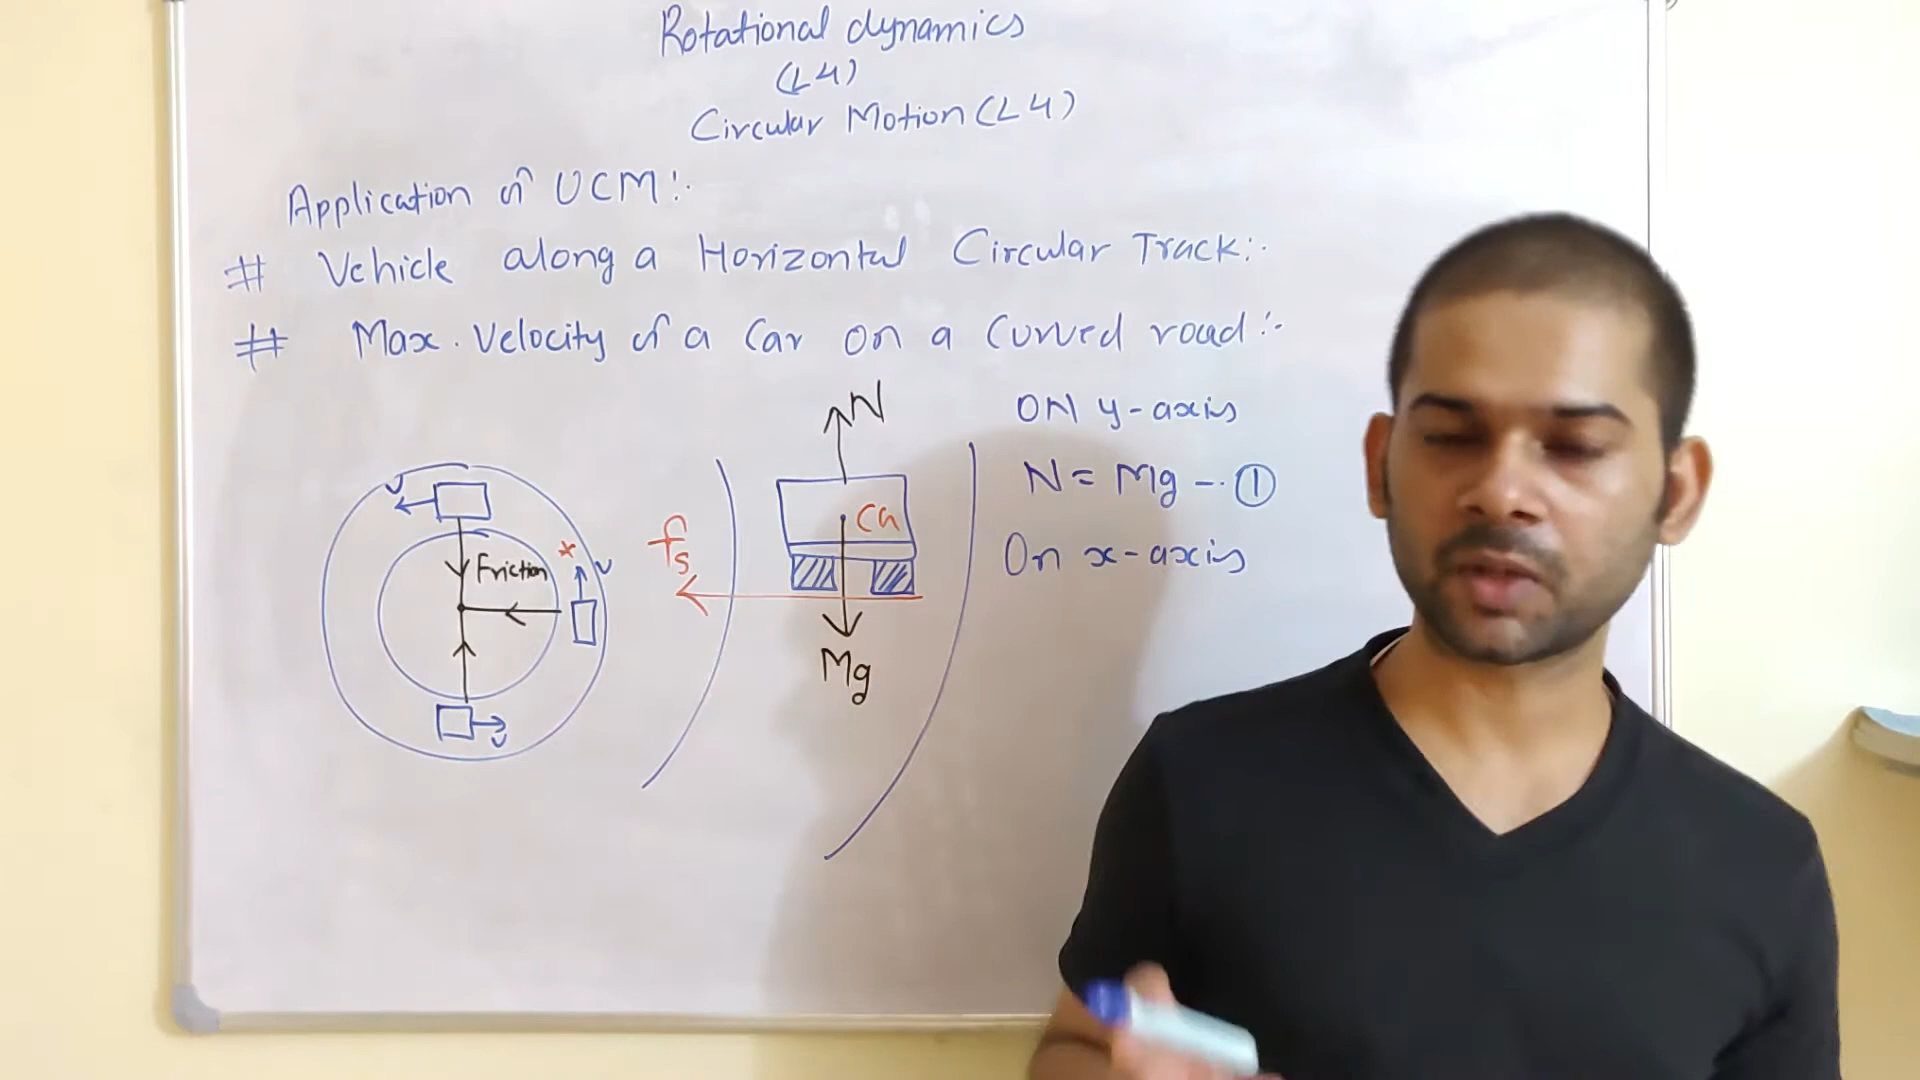 Rotational dynamics
(L4)
Circular Motion (L4)
Application of UCM:-
# Vehicle along a Horizontal Circular Track:-
# Max. Velocity of a Car on a Curved road:-
N
ON y-axis
N = Mg -- ①
On x-axis
v
Friction
v
v
fs
CG
Mg